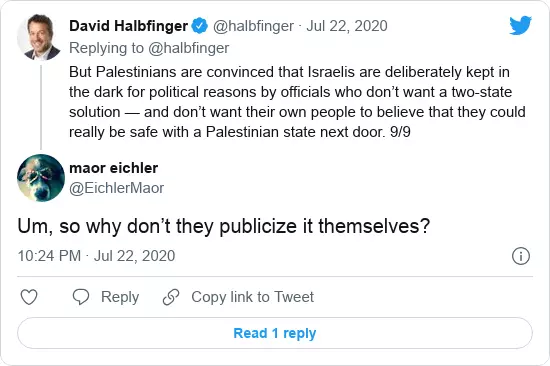 David Halbfinger @halbfinger · Jul 22, 2020
Replying to @halbfinger
But Palestinians are convinced that Israelis are deliberately kept in
the dark for political reasons by officials who don’t want a two-state
solution — and don’t want their own people to believe that they could
really be safe with a Palestinian state next door. 9/9
maor eichler
@EichlerMaor
Um, so why don’t they publicize it themselves?
10:24 PM · Jul 22, 2020
Reply Copy link to Tweet
Read 1 reply